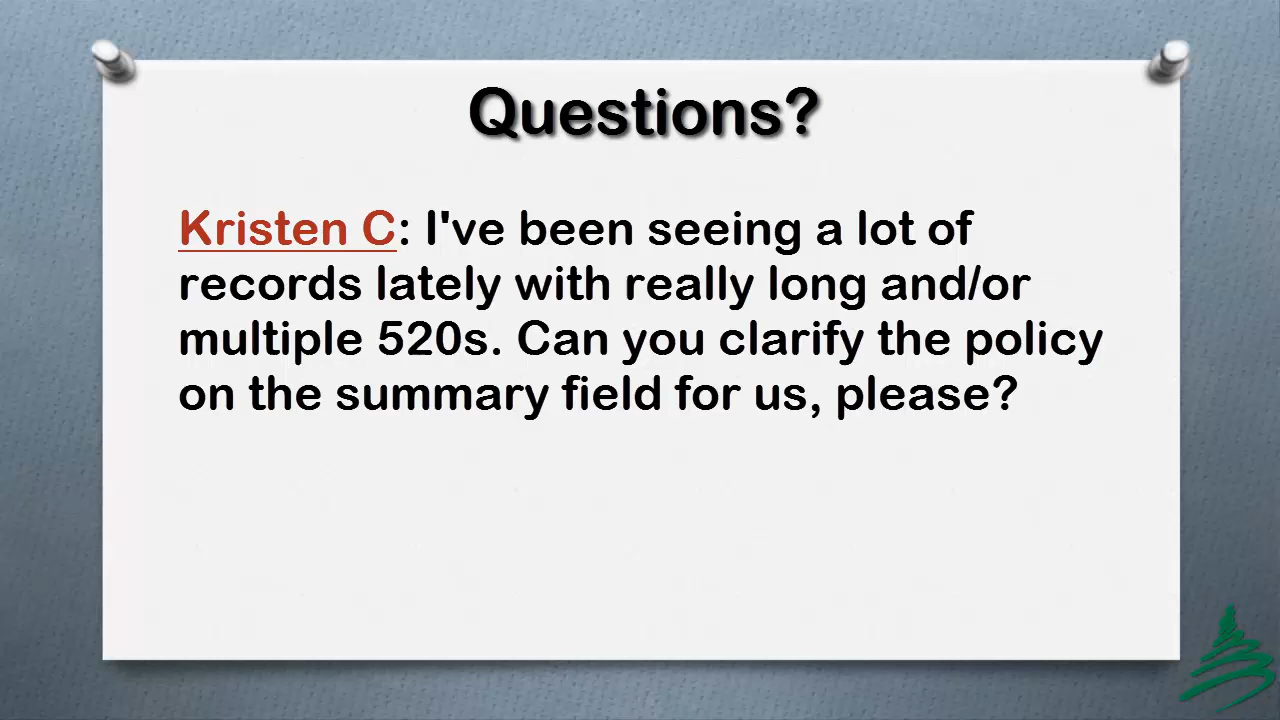 Questions?
Kristen C: I've been seeing a lot of
records lately with really long and/or
multiple 520s. Can you clarify the policy
on the summary field for us, please?